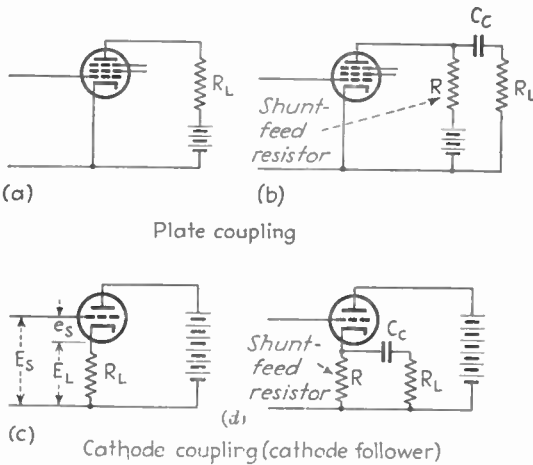 C_C
R_L
R
R_L
Shunt-
feed
resistor
(a)
(b)
Plate coupling
e_s
E_S
E_L
R_L
Shunt-
feed
resistor
C_C
R
R_L
(c)
(d)
Cathode coupling (cathode follower)